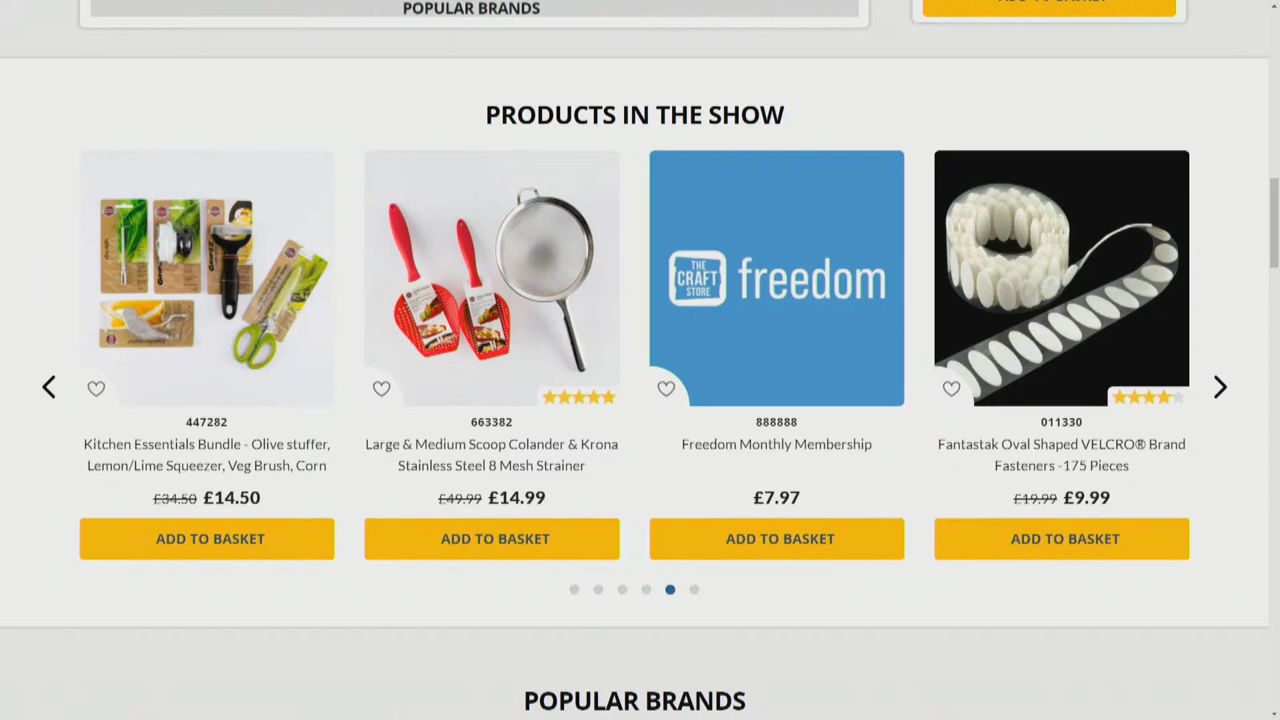 POPULAR BRANDS
ADD TO BASKET
PRODUCTS IN THE SHOW
THE CRAFT STORE freedom
447282
663382
888888
011330
Kitchen Essentials Bundle - Olive stuffer,
Lemon/Lime Squeezer, Veg Brush, Corn
Large & Medium Scoop Colander & Krona
Stainless Steel 8 Mesh Strainer
Freedom Monthly Membership
Fantastak Oval Shaped VELCRO® Brand
Fasteners -175 Pieces
£34.50 £14.50
£49.99 £14.99
£7.97
£19.99 £9.99
ADD TO BASKET
ADD TO BASKET
ADD TO BASKET
ADD TO BASKET
POPULAR BRANDS